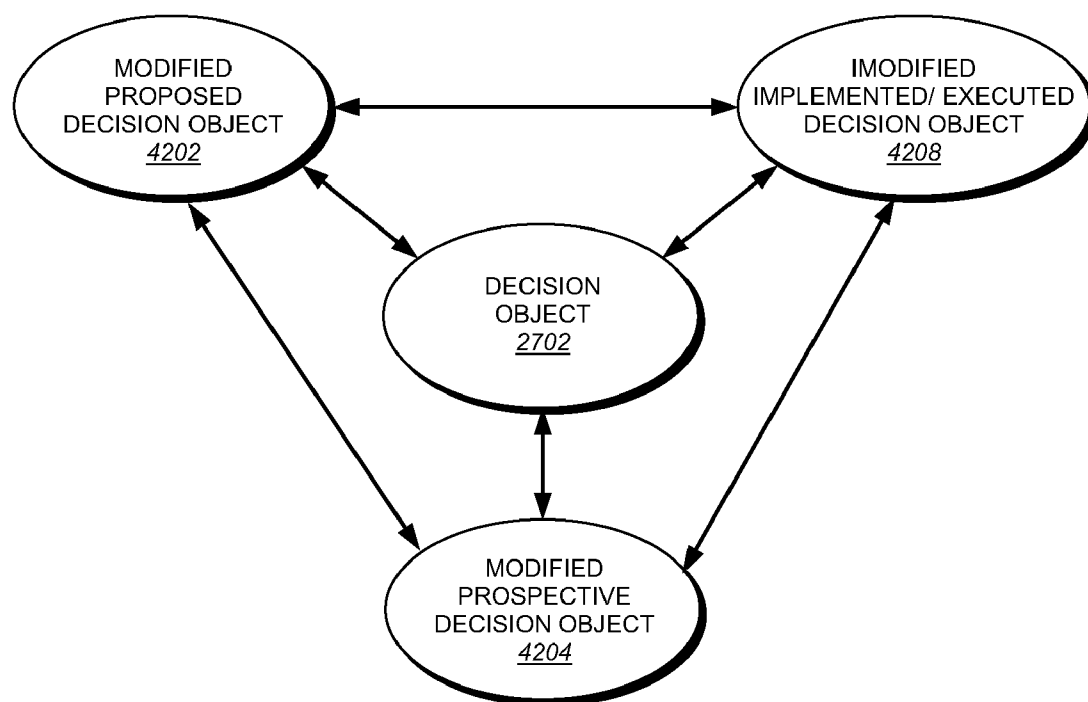 MODIFIED
PROPOSED
DECISION OBJECT
4202
IMODIFIED
IMPLEMENTED/ EXECUTED
DECISION OBJECT
4208
DECISION
OBJECT
2702
MODIFIED
PROSPECTIVE
DECISION OBJECT
4204